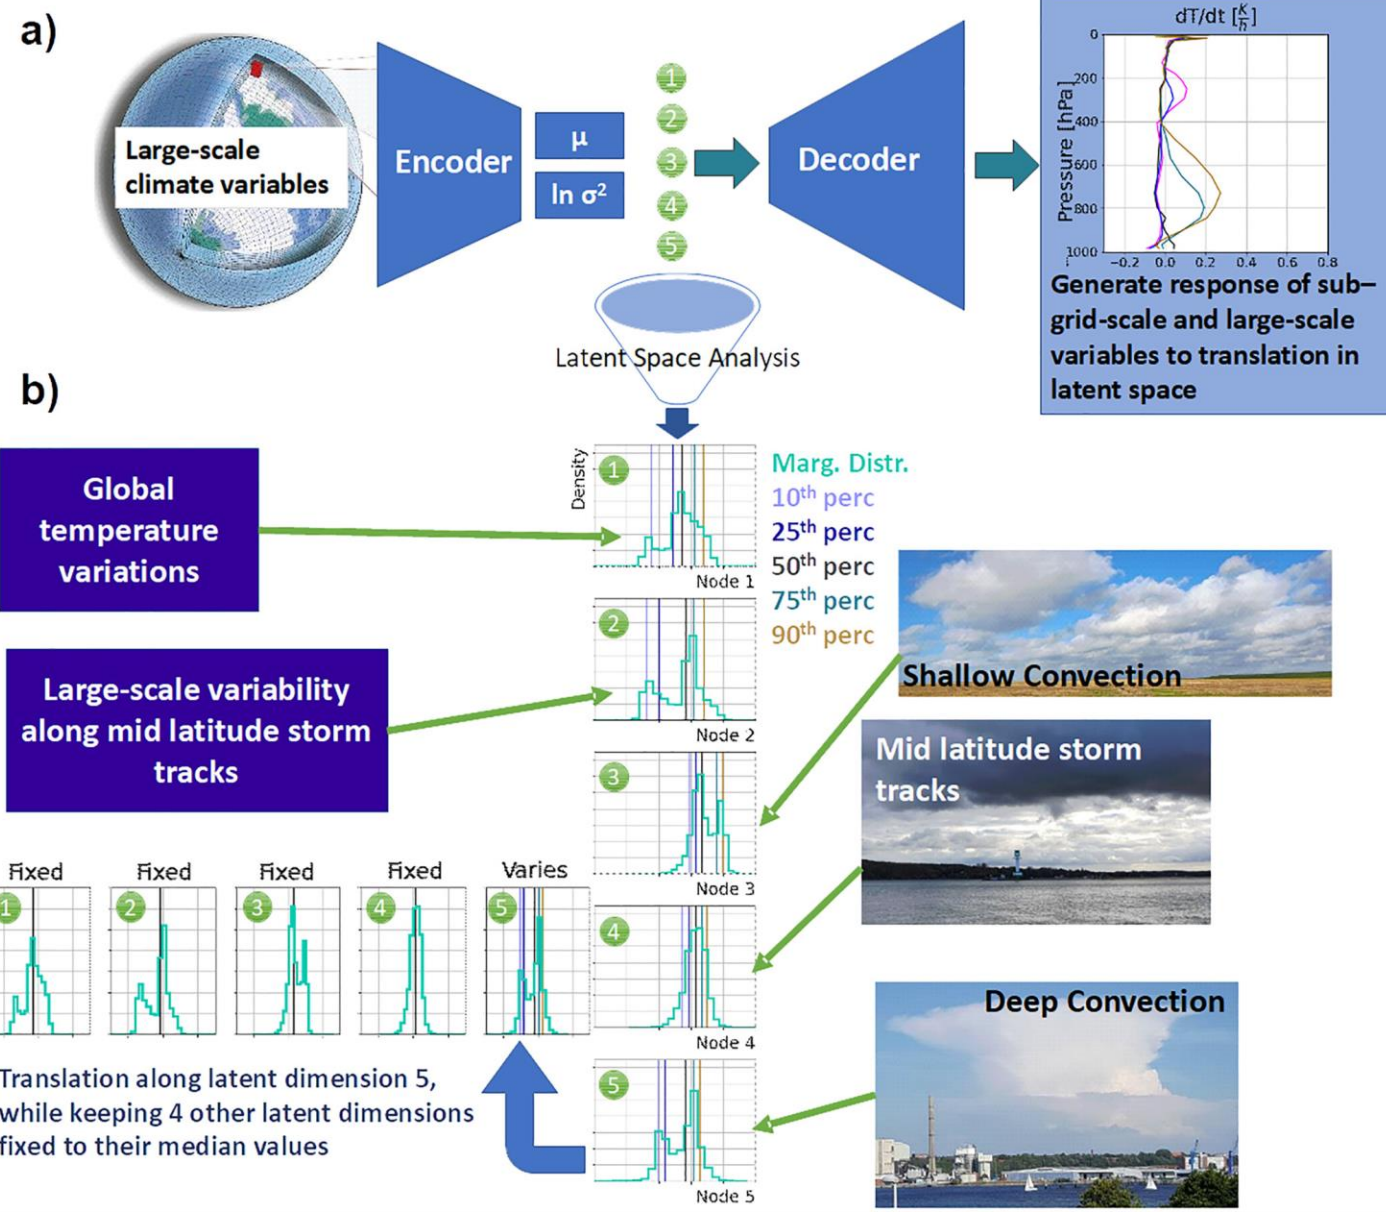 a)
Large-scale
climate variables
Encoder
μ
ln σ²
1
2
3
4
5
Decoder
dT/dt [K/h]
Pressure [hPa]
0
200
400
600
800
1000
−0.2 0.0 0.2 0.4 0.6 0.8
Generate response of sub–
grid-scale and large-scale
variables to translation in
latent space
Latent Space Analysis
b)
Global
temperature
variations
Large-scale variability
along mid latitude storm
tracks
Density
1
Node 1
2
Node 2
3
Node 3
4
Node 4
5
Node 5
Marg. Distr.
10th perc
25th perc
50th perc
75th perc
90th perc
Shallow Convection
Mid latitude storm
tracks
Deep Convection
Fixed Fixed Fixed Fixed Varies
1 2 3 4 5
Translation along latent dimension 5,
while keeping 4 other latent dimensions
fixed to their median values